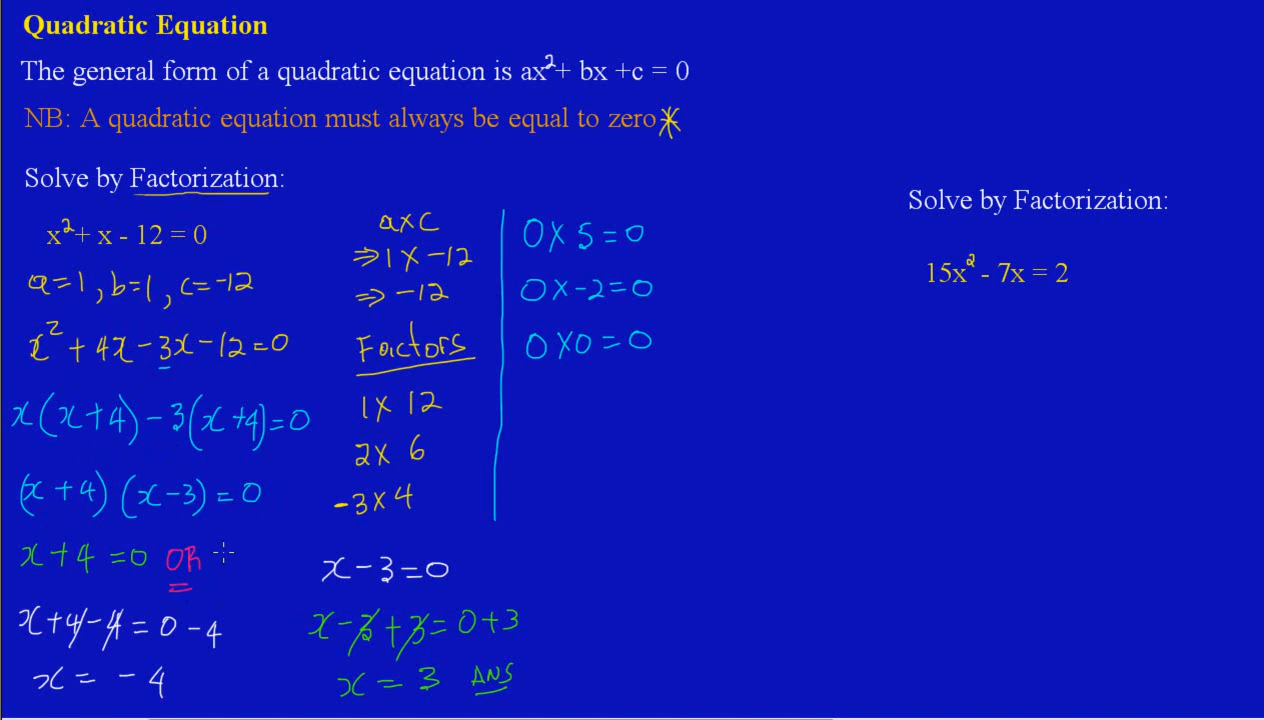 Quadratic Equation
The general form of a quadratic equation is ax²+ bx +c = 0
NB: A quadratic equation must always be equal to zero*
Solve by Factorization:
x²+ x - 12 = 0
a=1, b=1, c=-12
x² + 4x - 3x - 12 = 0
x(x+4) - 3(x+4) = 0
(x+4) (x-3) = 0
x+4 = 0 OR
x+4-4 = 0 - 4
x = - 4
a×c
⇒ 1 × -12
⇒ -12
Factors
1× 12
2× 6
-3×4
x-3=0
x-3+3=0+3
x = 3 ANS
0× 5 = 0
0 × -2 = 0
0 ×0 = 0
Solve by Factorization:
15x² - 7x = 2